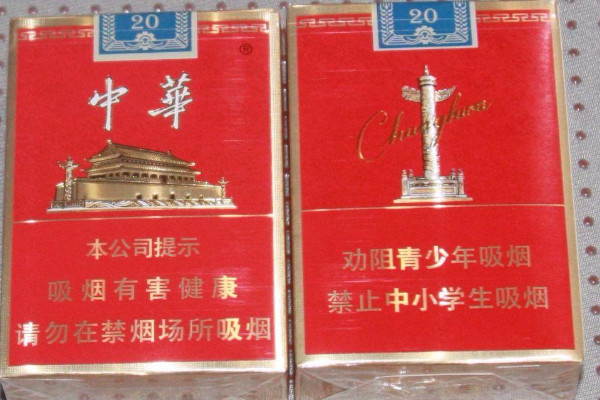 20
中華
®
本公司提示
吸烟有害健康
请勿在禁烟场所吸烟
20
Chunghwa
劝阻青少年吸烟
禁止中小学生吸烟